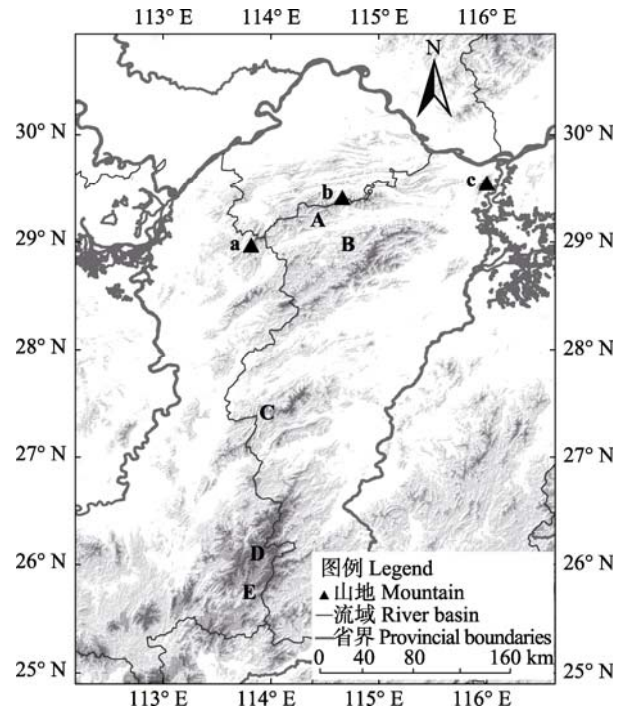 113° E 114° E 115° E 116° E
N
30° N 30° N
b
c
A
29° N a B 29° N
28° N 28° N
C
27° N 27° N
D
26° N 26° N
E
图例 Legend
▲山地 Mountain
—流域 River basin
—省界 Provincial boundaries
0 40 80 160 km
25° N 25° N
113° E 114° E 115° E 116° E